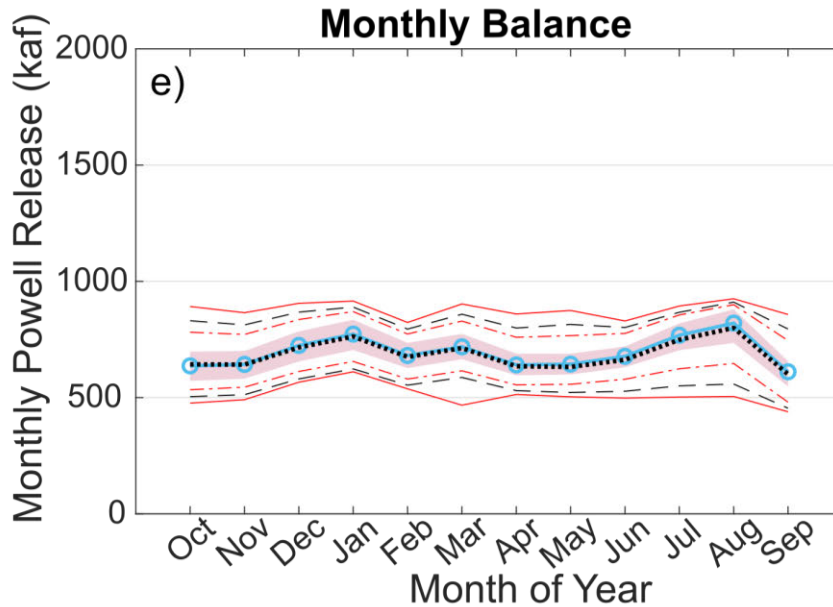 Monthly Balance
e)
Monthly Powell Release (kaf)
2000
1500
1000
500
0
Oct
Nov
Dec
Jan
Feb
Mar
Apr
May
Jun
Jul
Aug
Sep
Month of Year